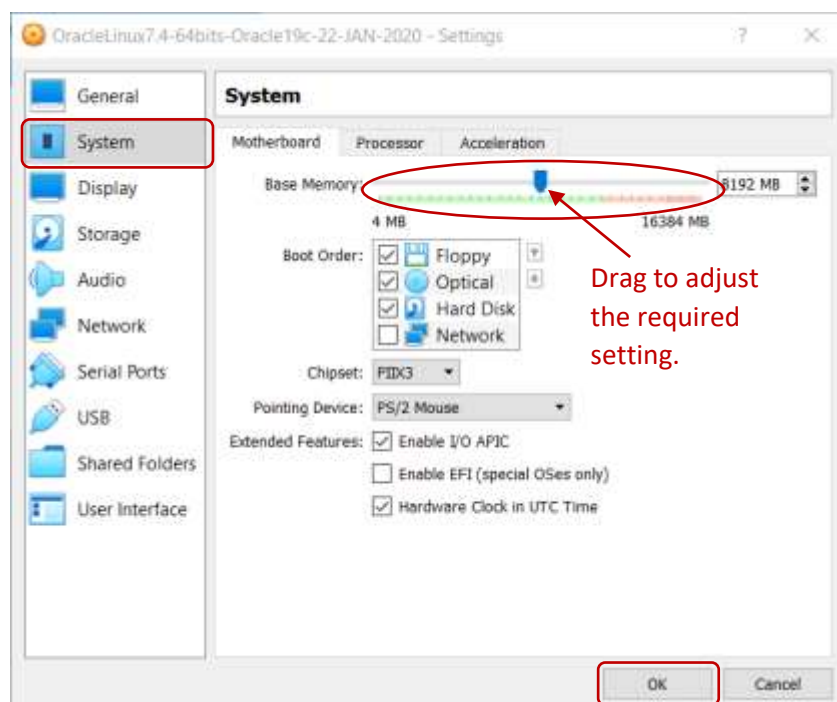 OracleLinux7.4-64bits-Oracle19c-22-JAN-2020 - Settings ? ×
General
System
Display
Storage
Audio
Network
Serial Ports
USB
Shared Folders
User Interface
System
Motherboard Processor Acceleration
Base Memory: 8192 MB
4 MB 16384 MB
Boot Order: Floppy
Optical
Hard Disk
Network
Drag to adjust
the required
setting.
Chipset: PIIX3
Pointing Device: PS/2 Mouse
Extended Features: Enable I/O APIC
Enable EFI (special OSes only)
Hardware Clock in UTC Time
OK Cancel